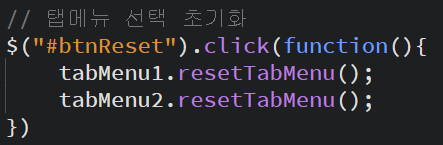 // 탭메뉴 선택 초기화
$("#btnReset").click(function(){
    tabMenu1.resetTabMenu();
    tabMenu2.resetTabMenu();
})